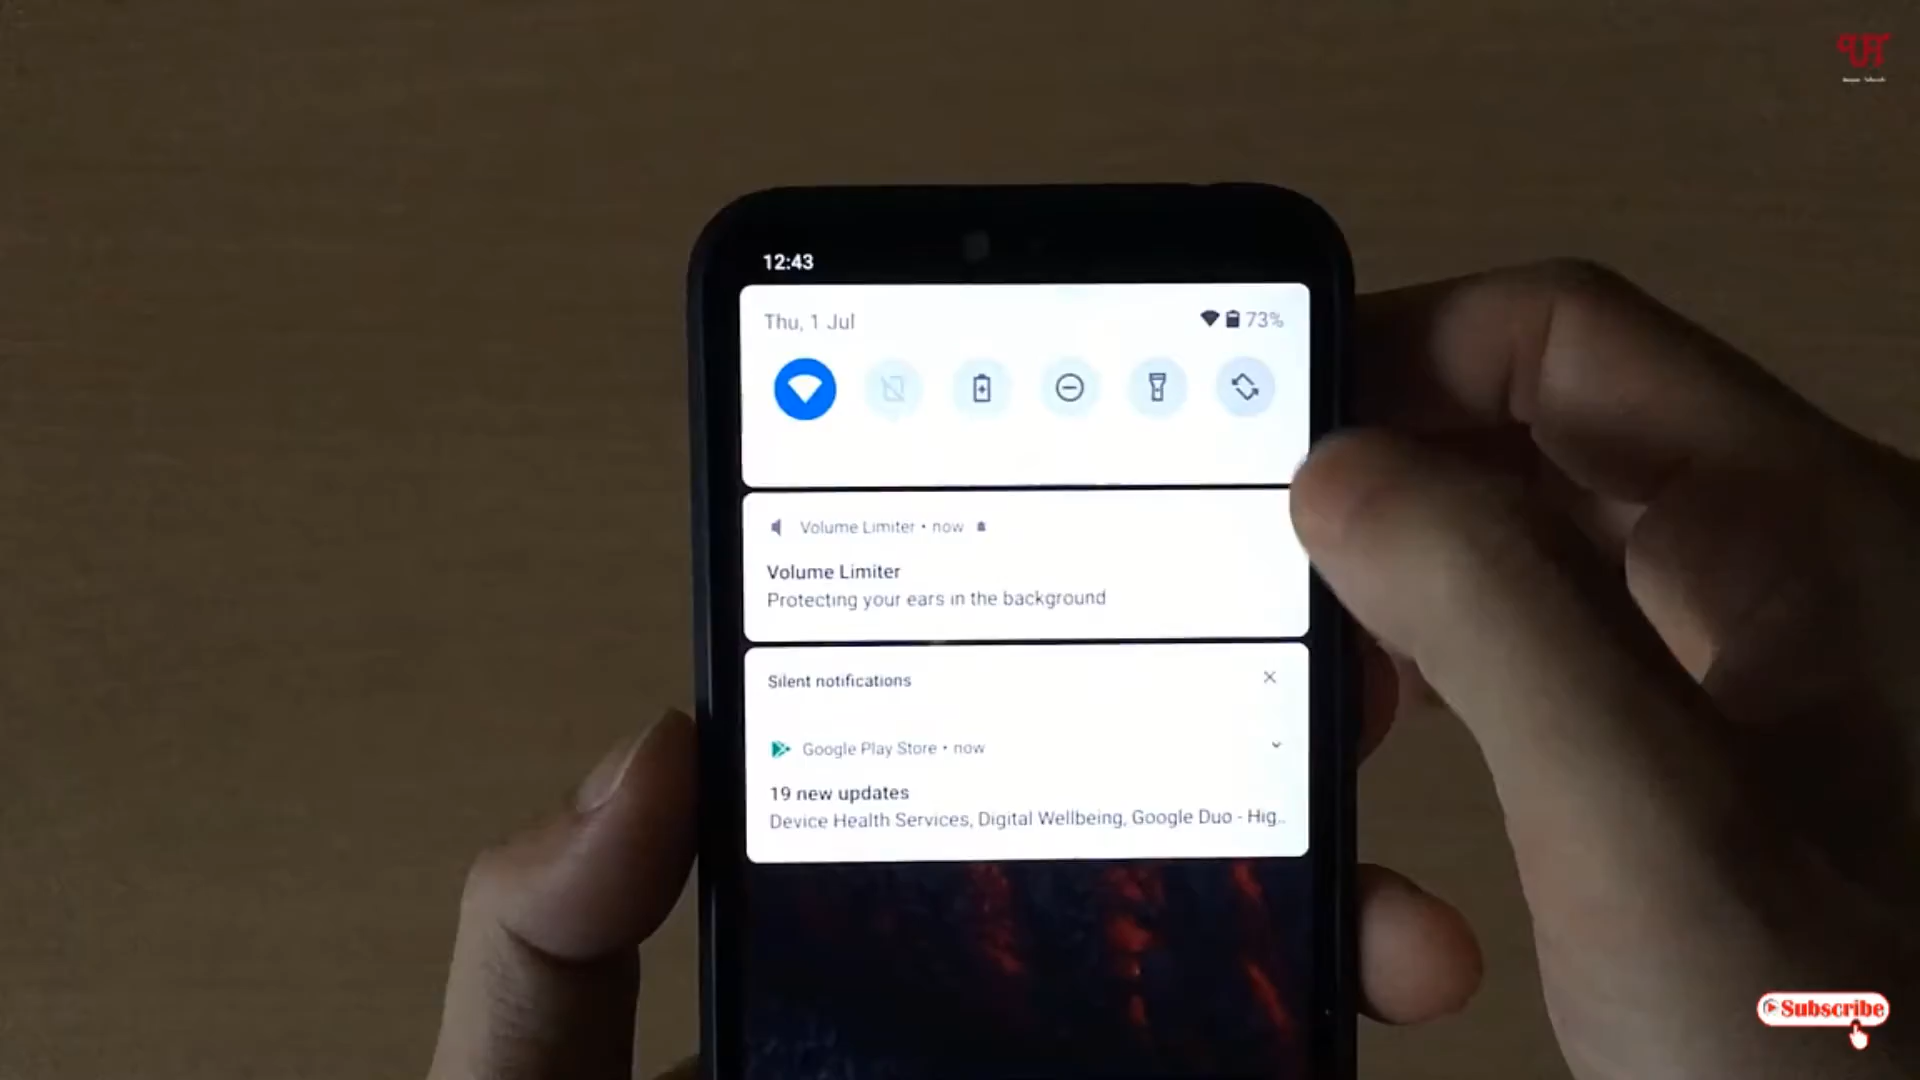 12:43
Thu, 1 Jul
73%
Volume Limiter • now
Volume Limiter
Protecting your ears in the background
Silent notifications
Google Play Store • now
19 new updates
Device Health Services, Digital Wellbeing, Google Duo - Hig..
Subscribe